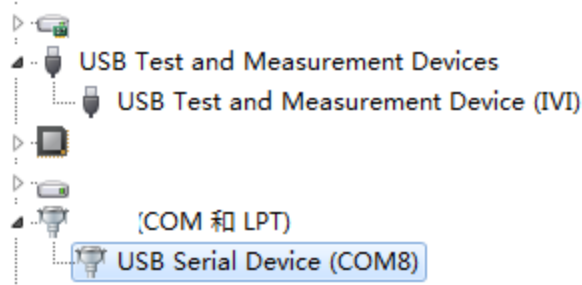 USB Test and Measurement Devices
USB Test and Measurement Device (IVI)
(COM 和 LPT)
USB Serial Device (COM8)